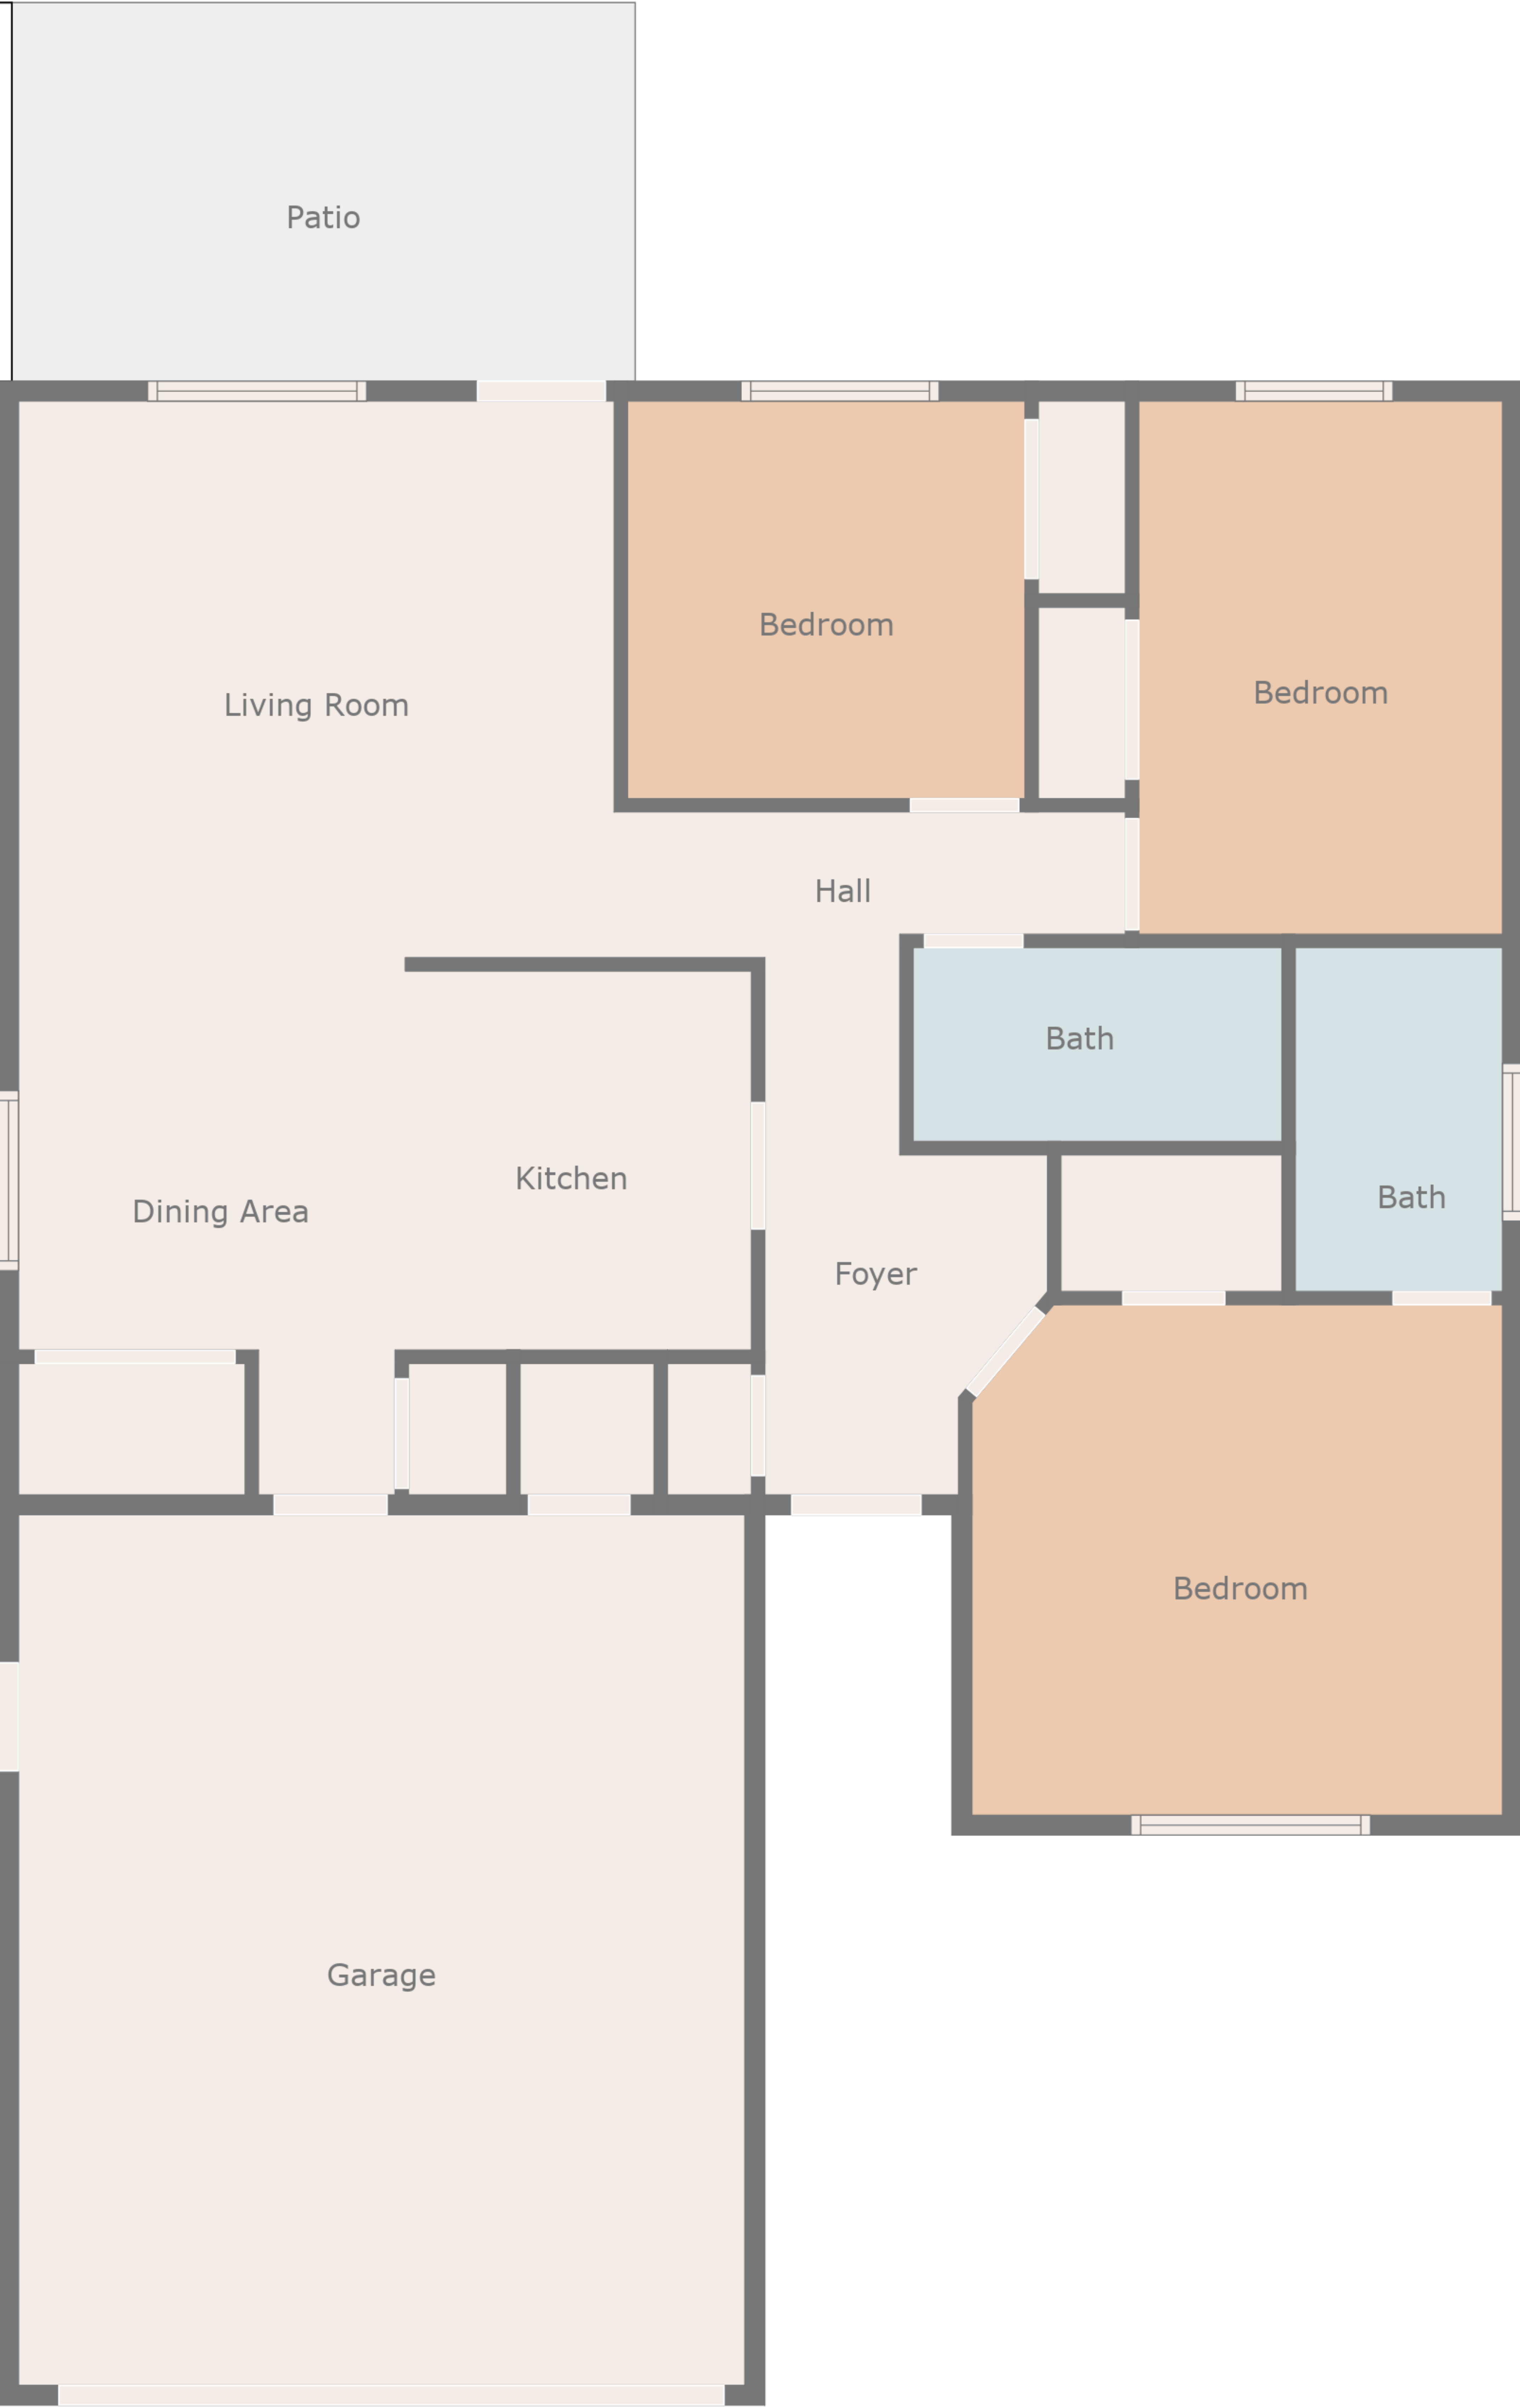 Patio
Bedroom
Bedroom
Living Room
Hall
Bath
Kitchen
Bath
Dining Area
Foyer
Bedroom
Garage